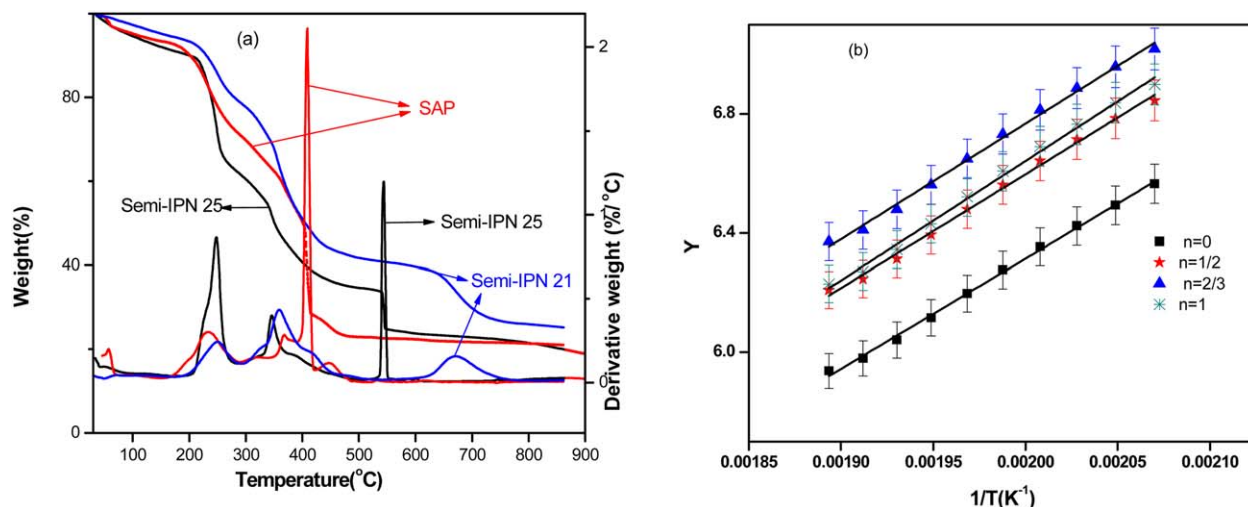 (a)
80
40
0
Weight(%)
100
200
300
400
500
600
700
800
900
Temperature(°C)
2
0
Derivative weight (%/°C)
SAP
Semi-IPN 25
Semi-IPN 25
Semi-IPN 21
(b)
6.8
6.4
6.0
Y
n=0
n=1/2
n=2/3
n=1
0.00185
0.00190
0.00195
0.00200
0.00205
0.00210
1/T(K⁻¹)